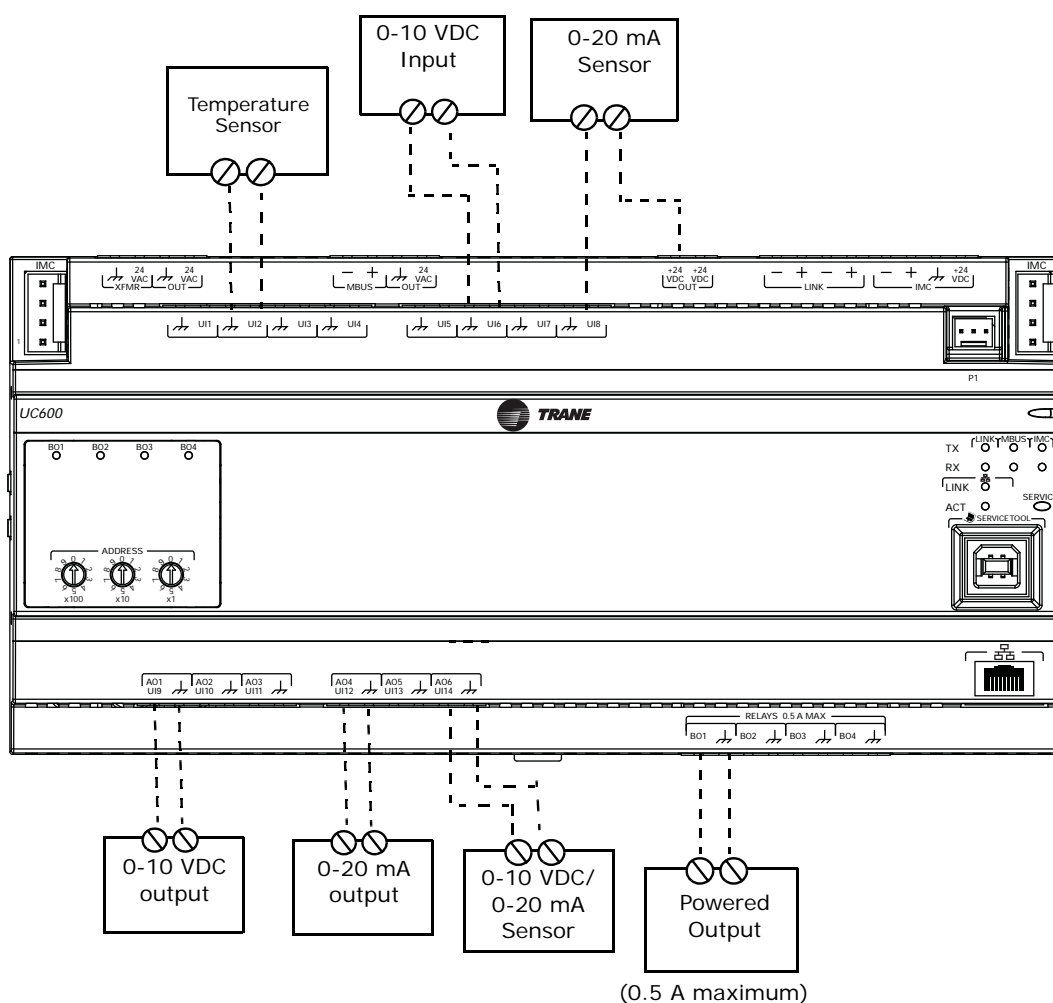 0-10 VDC
Input
0-20 mA
Sensor
Temperature
Sensor
IMC
24
VAC
24
VAC
XFMR
OUT
- +
24
VAC
MBUS
OUT
+24
VDC
+24
VDC
OUT
- + - +
LINK
- +
+24
VDC
IMC
IMC
1
UI1 UI2 UI3 UI4 UI5 UI6 UI7 UI8
P1
UC600
TRANE
BO1 BO2 BO3 BO4
LINK MBUS IMC
TX
RX
LINK
ACT
SERVIC
SERVICE TOOL
ADDRESS
x100 x10 x1
AO1
UI9
AO2
UI10
AO3
UI11
AO4
UI12
AO5
UI13
AO6
UI14
RELAYS 0.5 A MAX
BO1 BO2 BO3 BO4
0-10 VDC
output
0-20 mA
output
0-10 VDC/
0-20 mA
Sensor
Powered
Output
(0.5 A maximum)